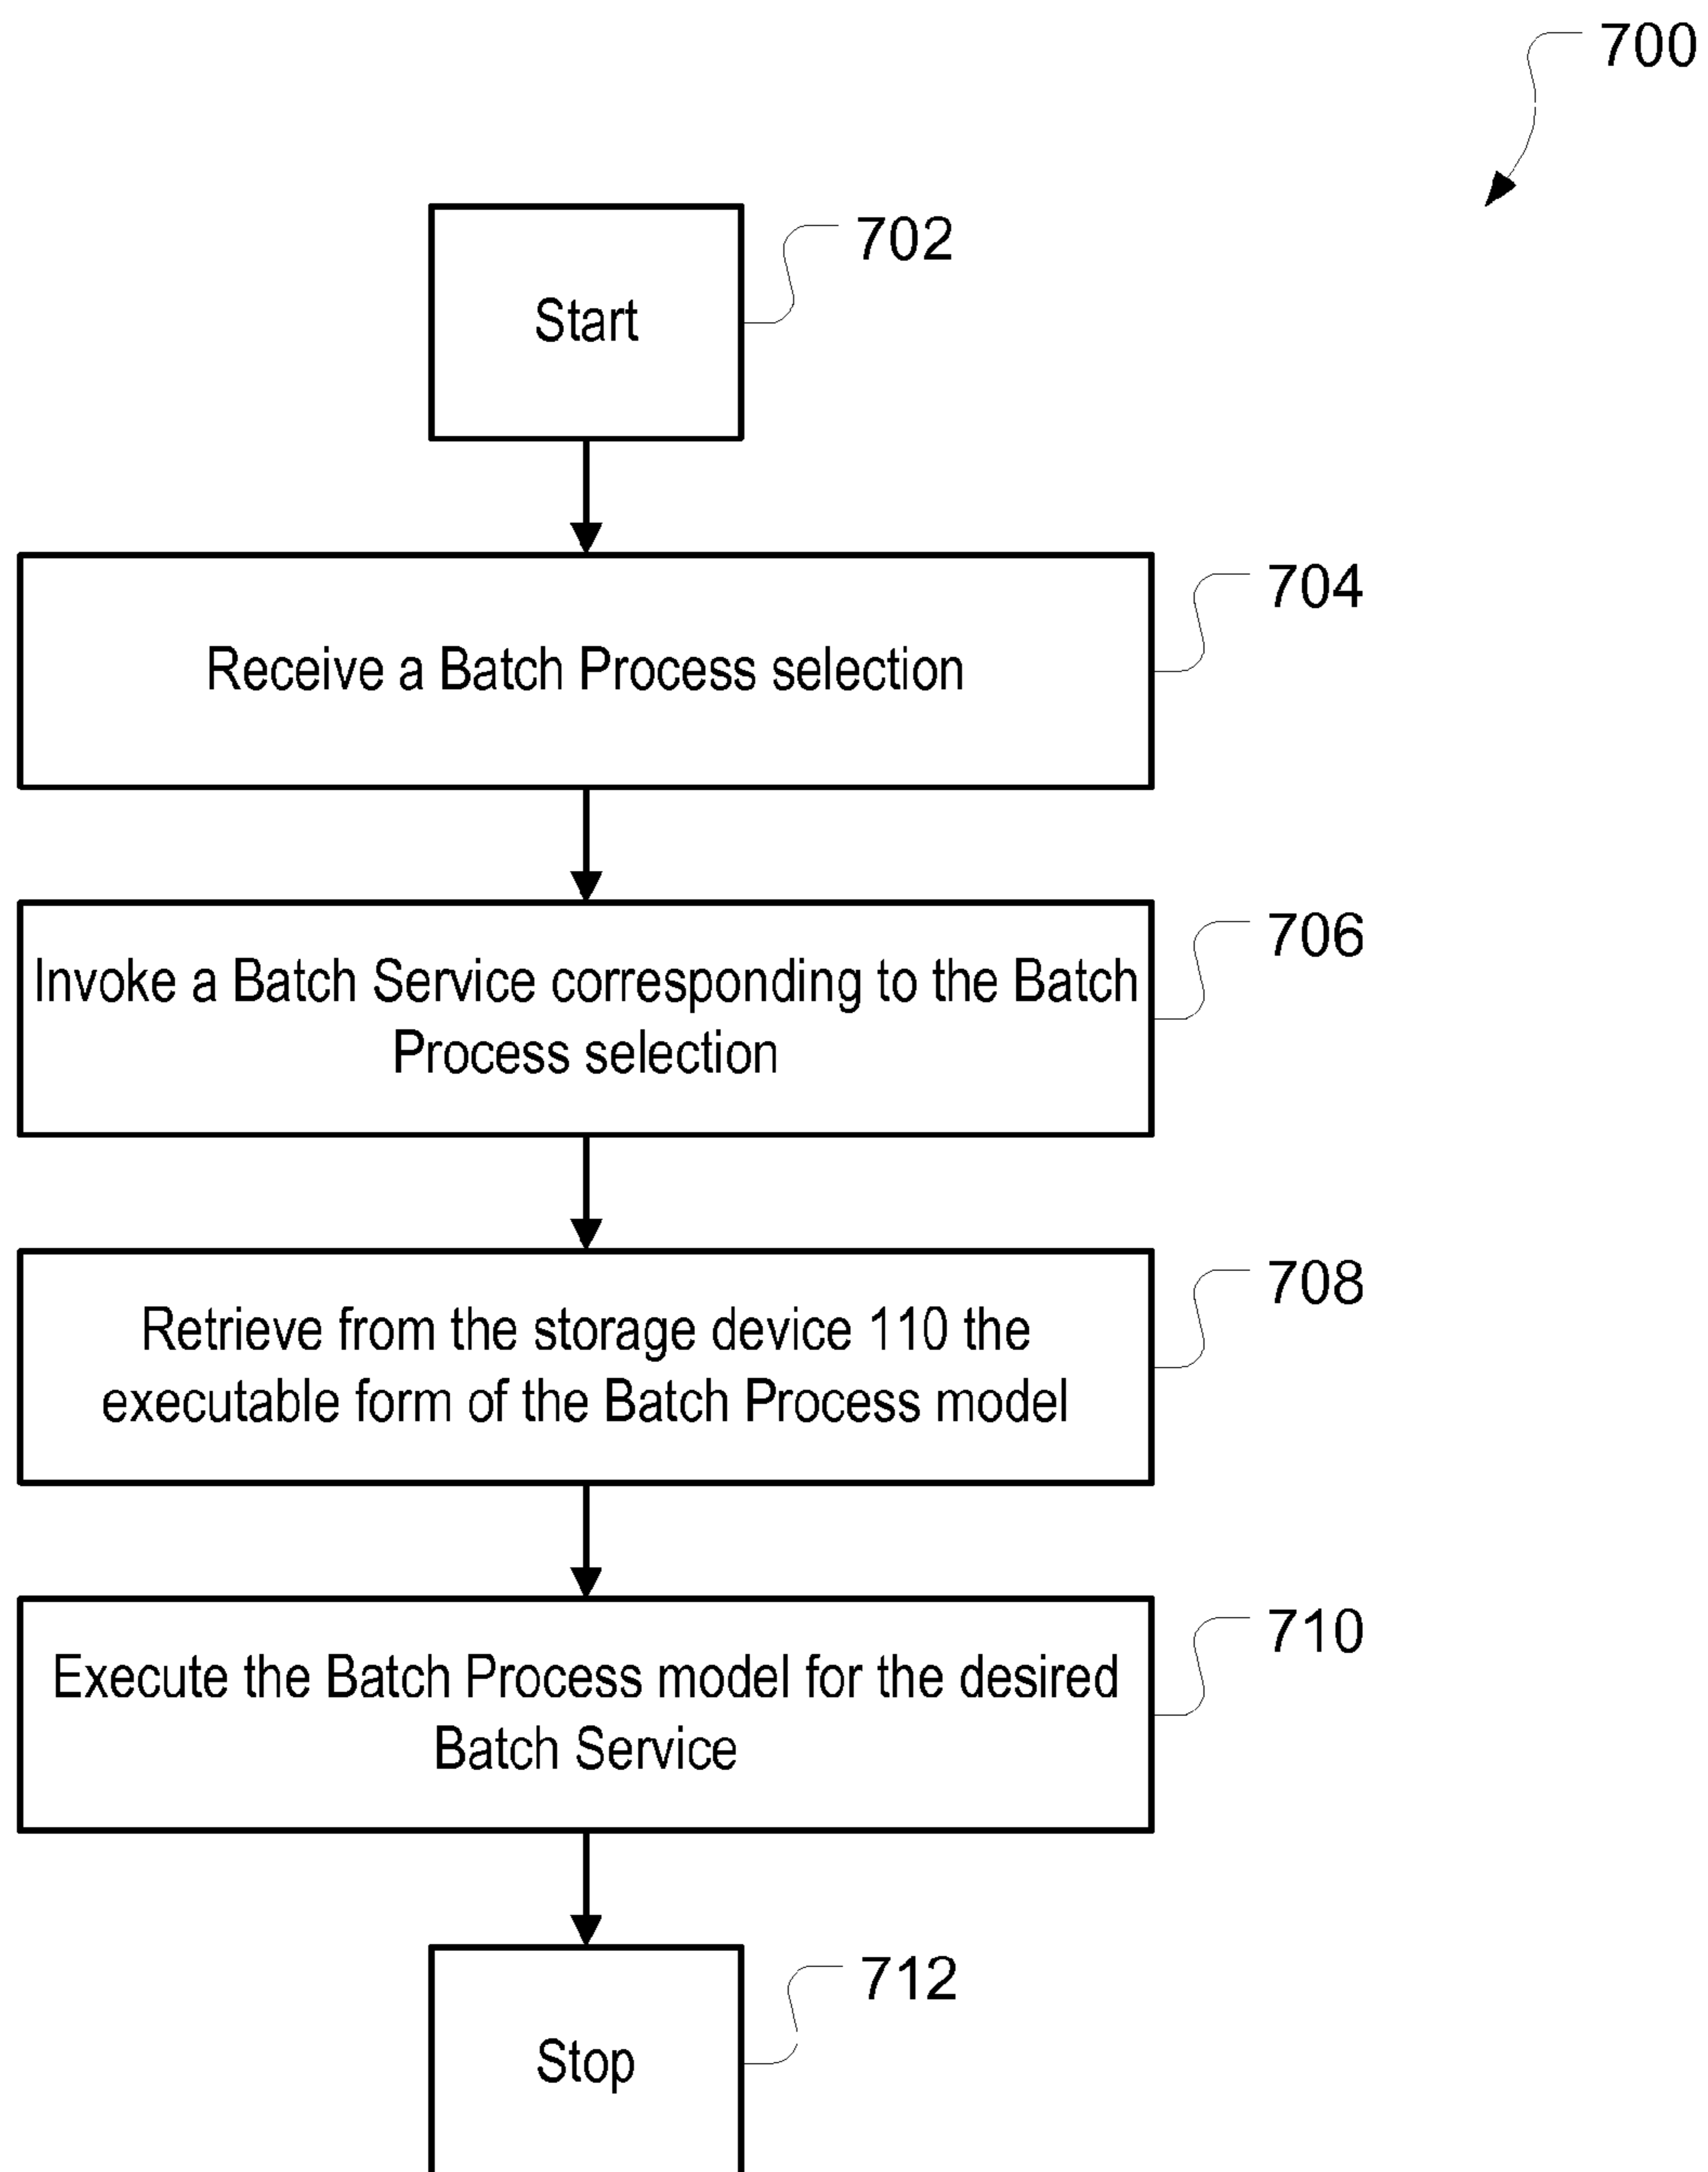 700
Start
702
Receive a Batch Process selection
704
Invoke a Batch Service corresponding to the Batch
Process selection
706
Retrieve from the storage device 110 the
executable form of the Batch Process model
708
Execute the Batch Process model for the desired
Batch Service
710
Stop
712